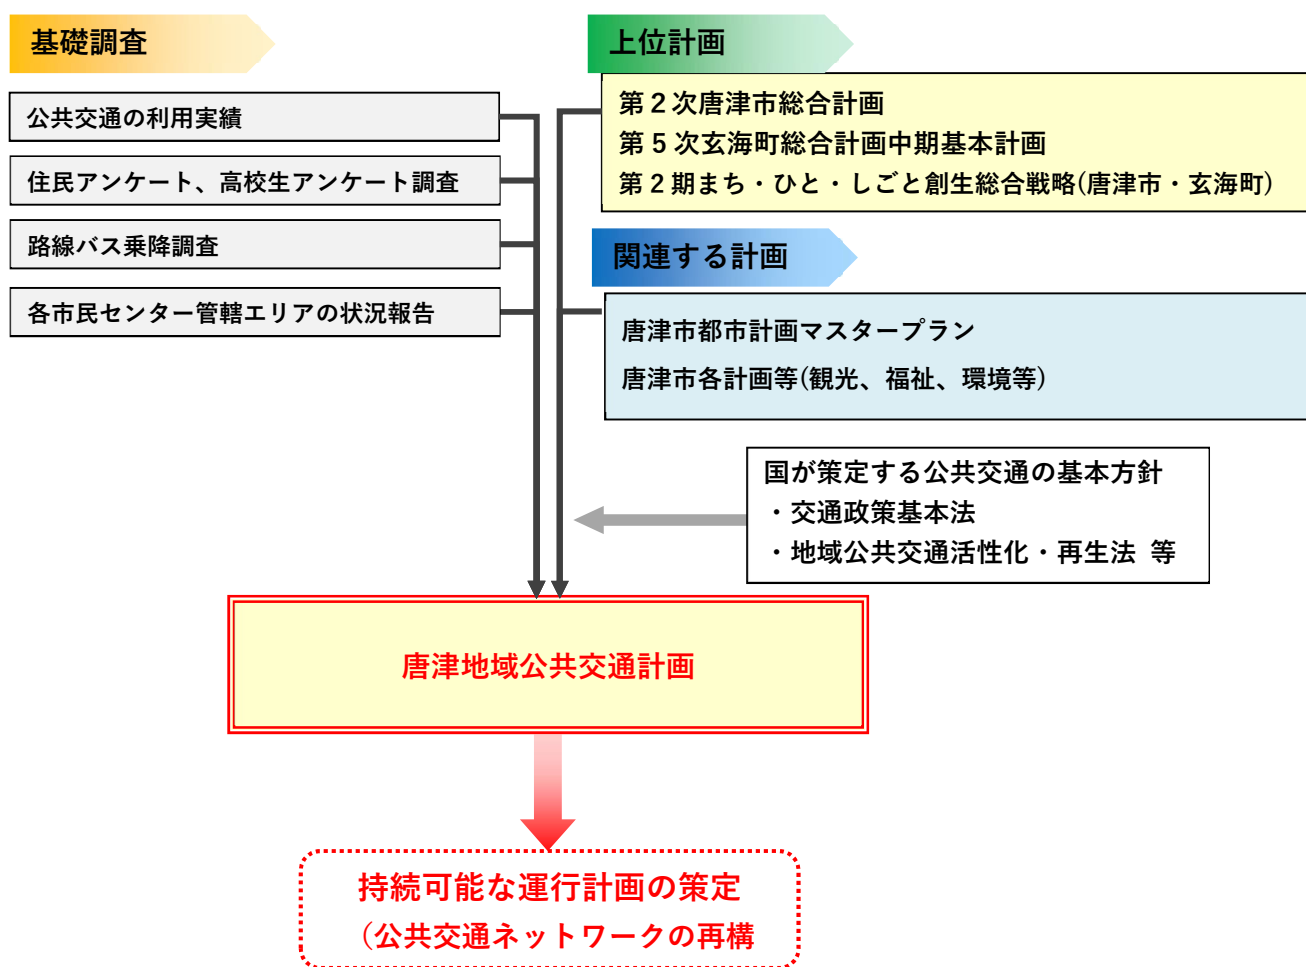 基礎調査
公共交通の利用実績
住民アンケート、高校生アンケート調査
路線バス乗降調査
各市民センター管轄エリアの状況報告
上位計画
第2次唐津市総合計画
第5次玄海町総合計画中期基本計画
第2期まち・ひと・しごと創生総合戦略(唐津市・玄海町)
関連する計画
唐津市都市計画マスタープラン
唐津市各計画等(観光、福祉、環境等)
国が策定する公共交通の基本方針
・交通政策基本法
・地域公共交通活性化・再生法 等
唐津地域公共交通計画
持続可能な運行計画の策定
(公共交通ネットワークの再構